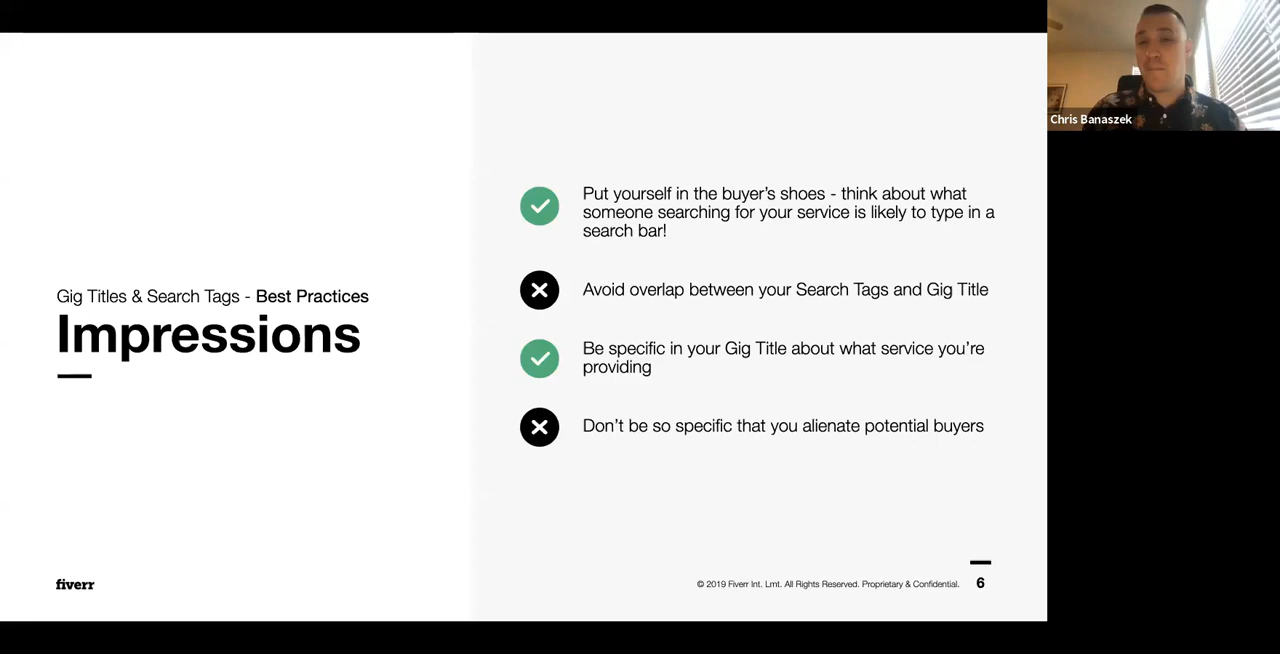 Chris Banaszek
Gig Titles & Search Tags - Best Practices
Impressions
Put yourself in the buyer’s shoes - think about what
someone searching for your service is likely to type in a
search bar!
Avoid overlap between your Search Tags and Gig Title
Be specific in your Gig Title about what service you’re
providing
Don’t be so specific that you alienate potential buyers
fiverr
© 2019 Fiverr Int. Lmt. All Rights Reserved. Proprietary & Confidential.
6